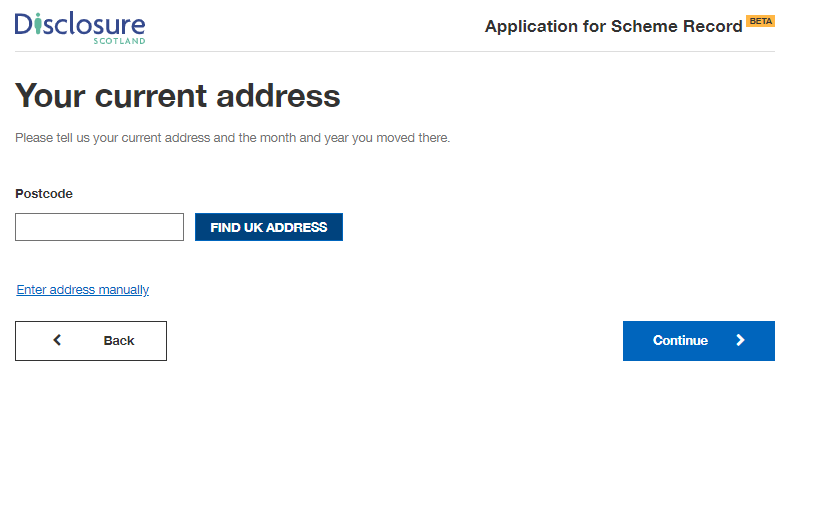 Disclosure
SCOTLAND
Application for Scheme Record BETA
Your current address
Please tell us your current address and the month and year you moved there.
Postcode
FIND UK ADDRESS
Enter address manually
Back
Continue